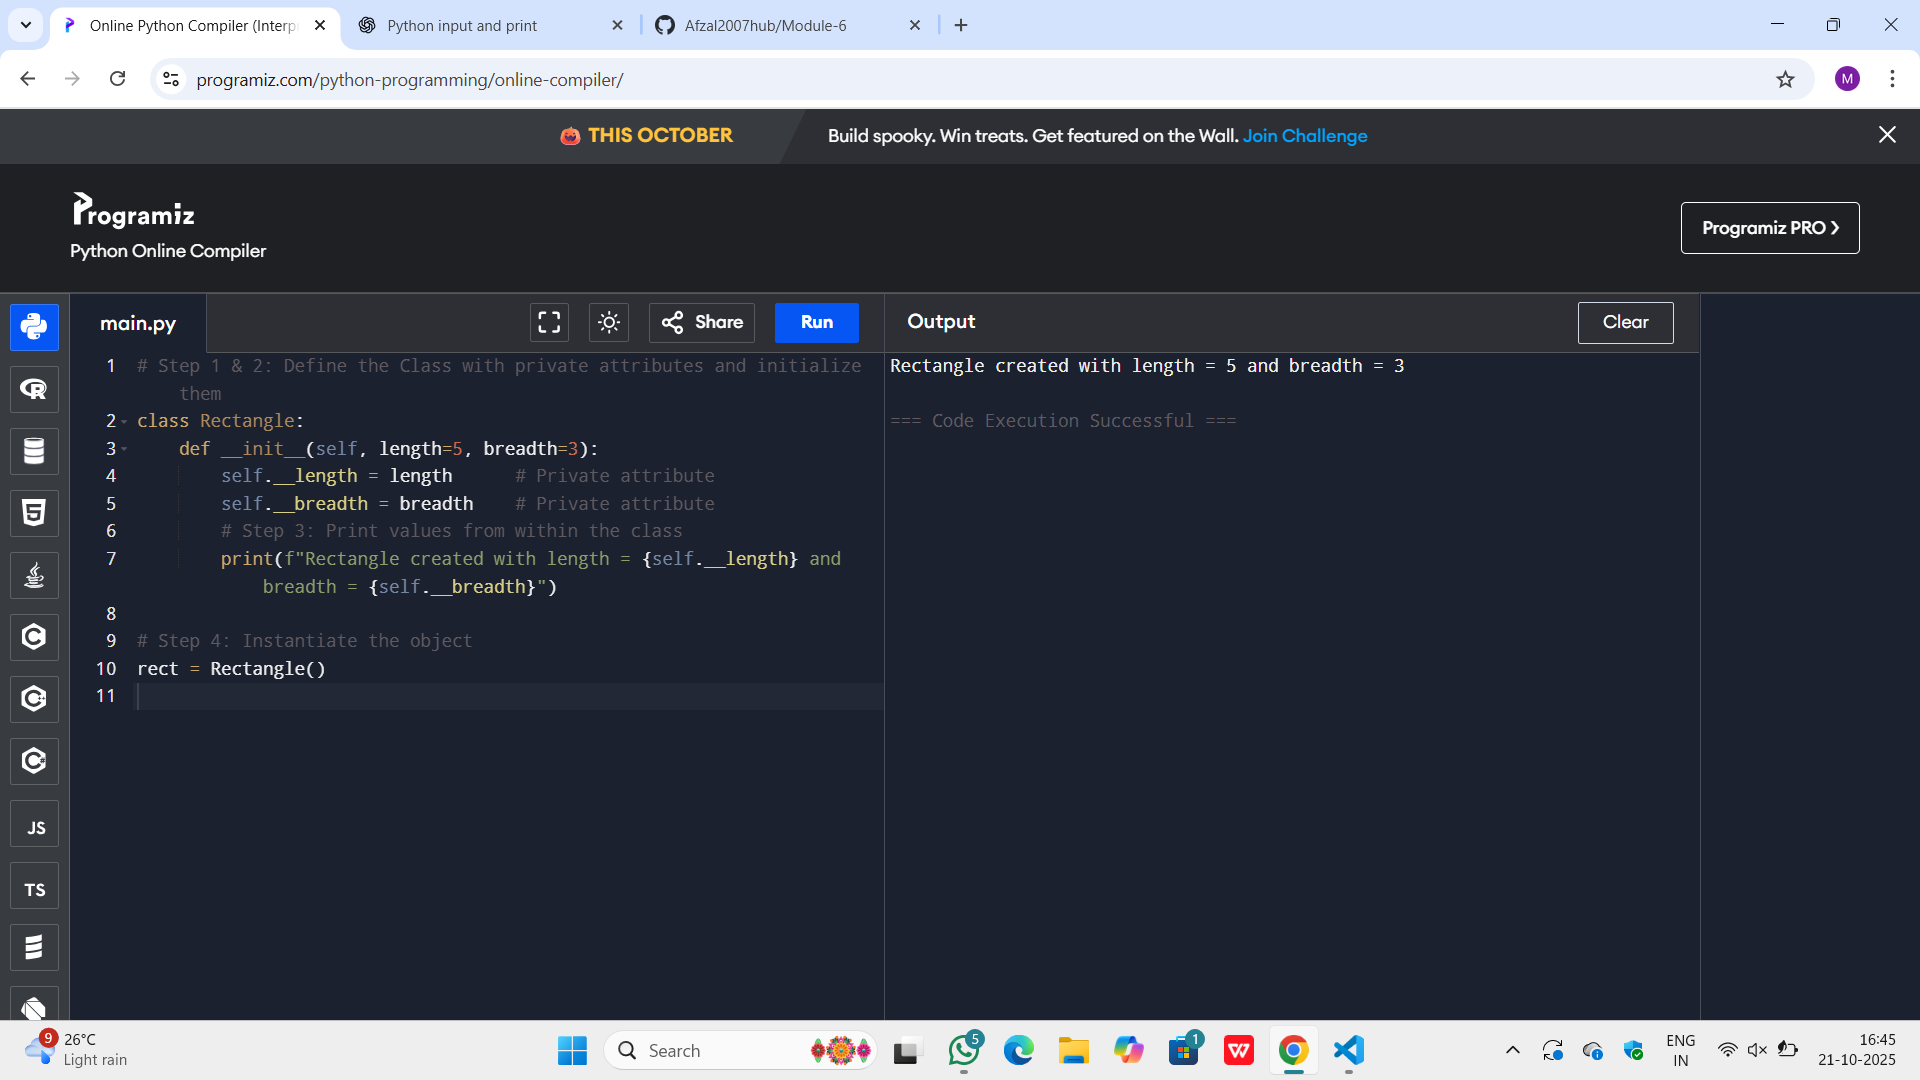 Online Python Compiler (Interp
Python input and print
Afzal2007hub/Module-6
programiz.com/python-programming/online-compiler/
M
THIS OCTOBER
Build spooky. Win treats. Get featured on the Wall. Join Challenge
Programiz
Python Online Compiler
Programiz PRO ❯
main.py
Share
Run
Output
Clear
1 # Step 1 & 2: Define the Class with private attributes and initialize
them
2 class Rectangle:
3 def __init__(self, length=5, breadth=3):
4 self.__length = length # Private attribute
5 self.__breadth = breadth # Private attribute
6 # Step 3: Print values from within the class
7 print(f"Rectangle created with length = {self.__length} and
breadth = {self.__breadth}")
8
9 # Step 4: Instantiate the object
10 rect = Rectangle()
11
Rectangle created with length = 5 and breadth = 3
=== Code Execution Successful ===
R
5
C
C
C
JS
TS
9
26°C
Light rain
Search
5
1
W
ENG
IN
16:45
21-10-2025